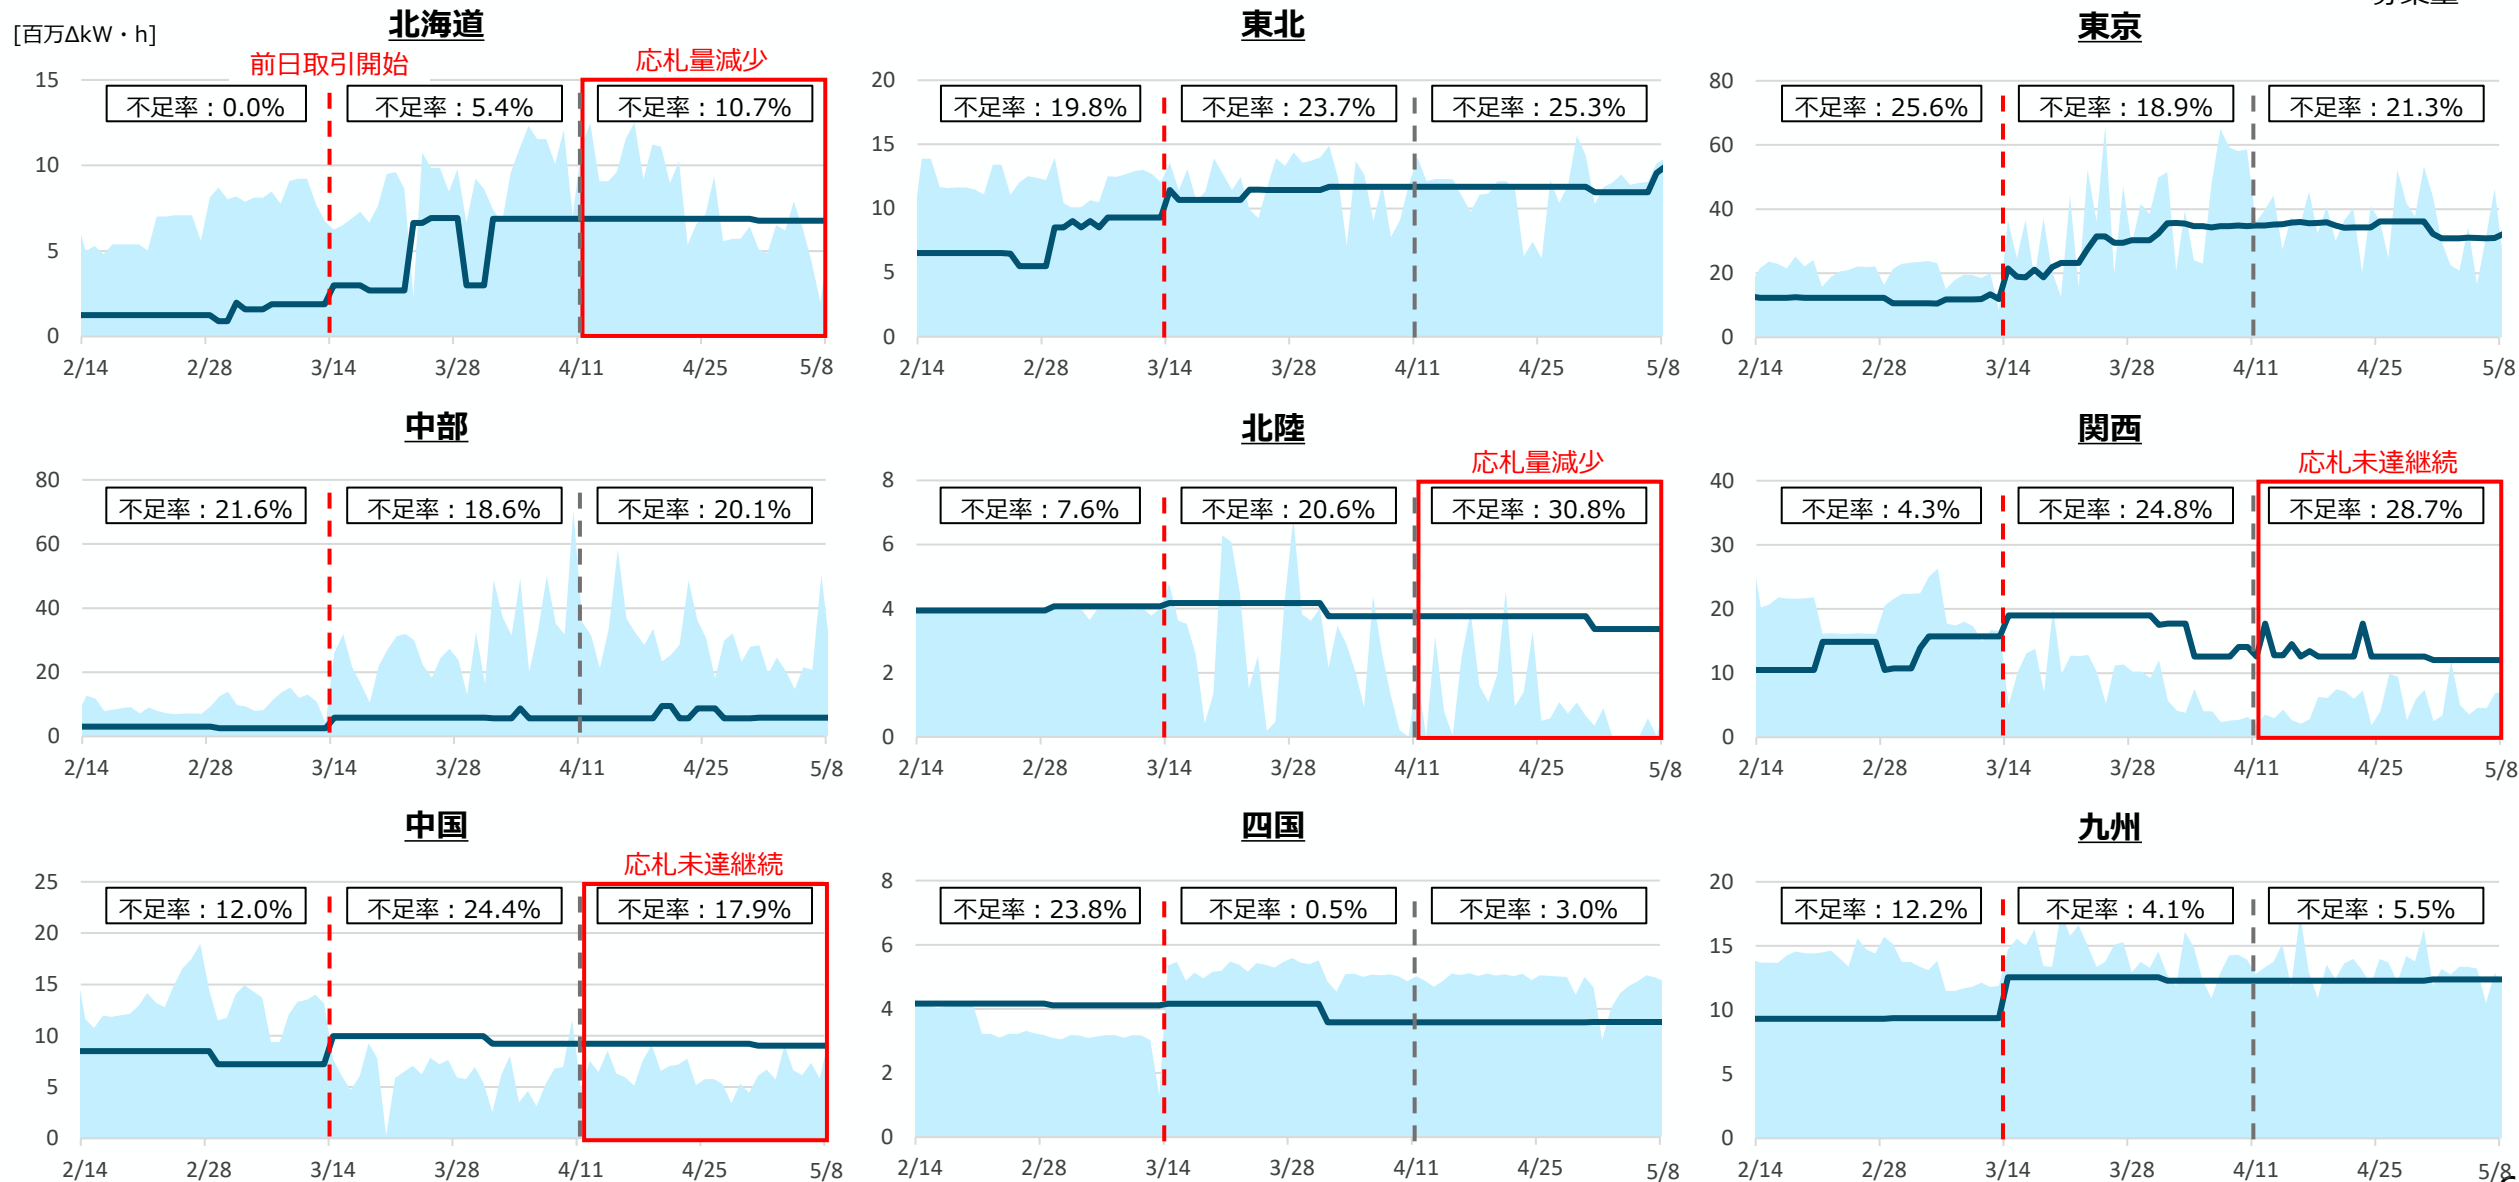 [百万ΔkW・h]
北海道
前日取引開始
応札量減少
15
10
5
0
不足率：0.0%
不足率：5.4%
不足率：10.7%
2/14 2/28 3/14 3/28 4/11 4/25 5/8
東北
20
15
10
5
0
不足率：19.8%
不足率：23.7%
不足率：25.3%
2/14 2/28 3/14 3/28 4/11 4/25 5/8
東京
80
60
40
20
0
不足率：25.6%
不足率：18.9%
不足率：21.3%
2/14 2/28 3/14 3/28 4/11 4/25 5/8
中部
80
60
40
20
0
不足率：21.6%
不足率：18.6%
不足率：20.1%
2/14 2/28 3/14 3/28 4/11 4/25 5/8
北陸
応札量減少
8
6
4
2
0
不足率：7.6%
不足率：20.6%
不足率：30.8%
2/14 2/28 3/14 3/28 4/11 4/25 5/8
関西
応札未達継続
40
30
20
10
0
不足率：4.3%
不足率：24.8%
不足率：28.7%
2/14 2/28 3/14 3/28 4/11 4/25 5/8
中国
応札未達継続
25
20
15
10
5
0
不足率：12.0%
不足率：24.4%
不足率：17.9%
2/14 2/28 3/14 3/28 4/11 4/25 5/8
四国
8
6
4
2
0
不足率：23.8%
不足率：0.5%
不足率：3.0%
2/14 2/28 3/14 3/28 4/11 4/25 5/8
九州
20
15
10
5
0
不足率：12.2%
不足率：4.1%
不足率：5.5%
2/14 2/28 3/14 3/28 4/11 4/25 5/8